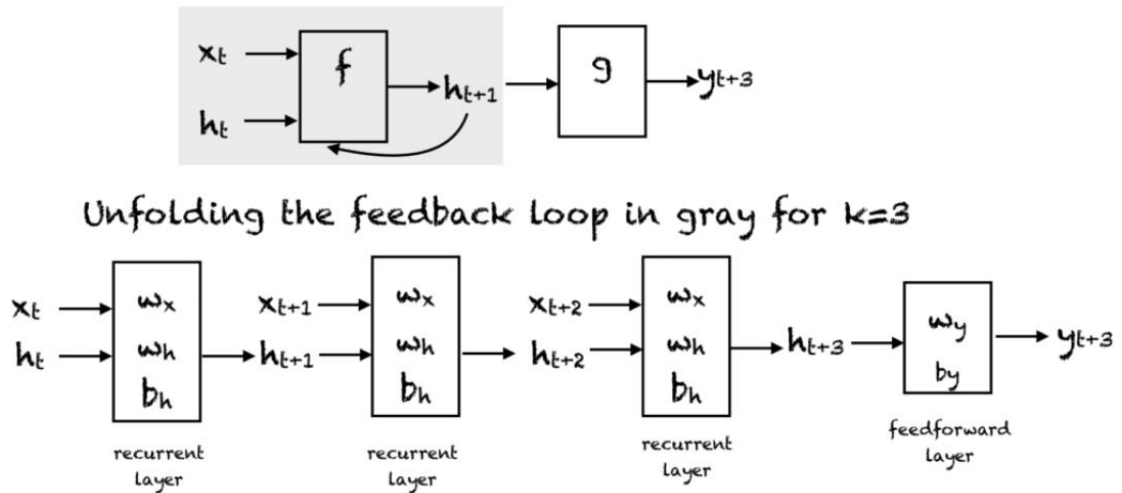 xt
f
g
ht+1
yt+3
ht
Unfolding the feedback loop in gray for k=3
xt
wx
xt+1
wx
xt+2
wx
wy
ht
wh
ht+1
wh
ht+2
wh
ht+3
yt+3
bh
bh
bh
by
recurrent
layer
recurrent
layer
recurrent
layer
feedforward
layer